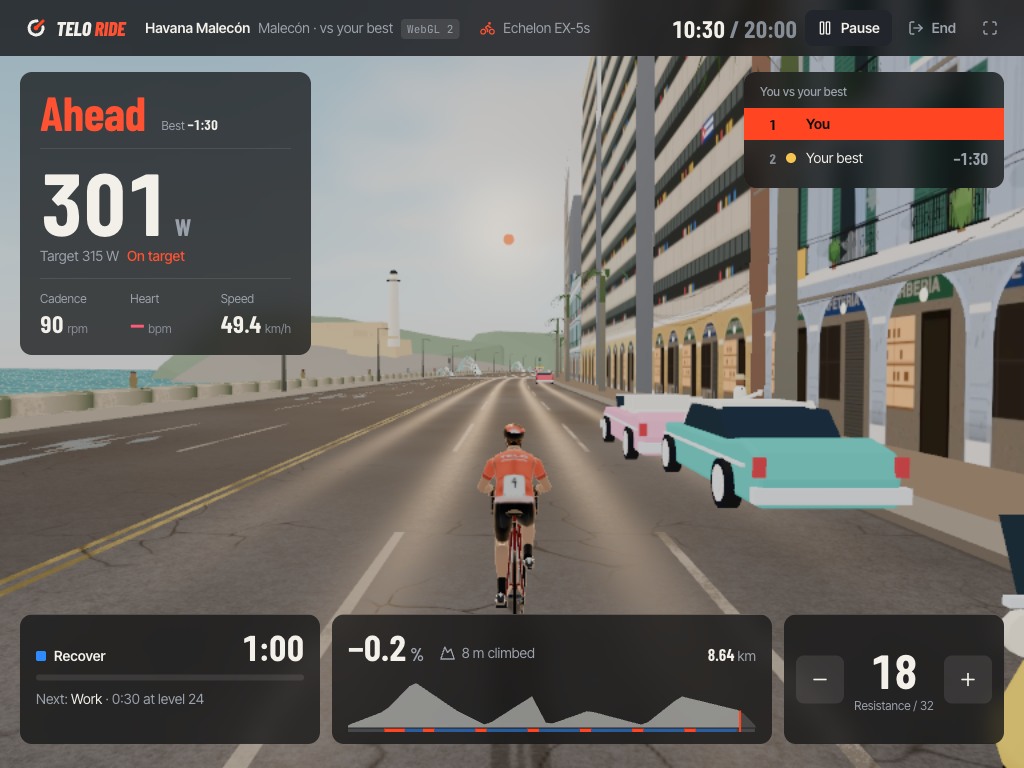 TELO RIDE Havana Malecón Malecón · vs your best WebGL 2 Echelon EX-5s 10:30 / 20:00 Pause End
Ahead Best −1:30
301 W
Target 315 W On target
Cadence Heart Speed
90 rpm — bpm 49.4 km/h
You vs your best
1 You
2 Your best −1:30
TELO
Recover 1:00
Next: Work · 0:30 at level 24
−0.2 % 8 m climbed 8.64 km
− 18 +
Resistance / 32